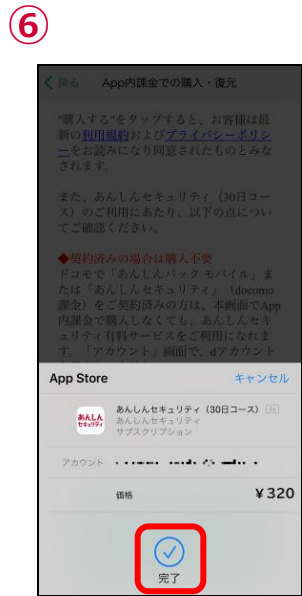 ⑥
戻る App内課金での購入・復元
"購入する"をタップすると、お客様は最
新の利用規約およびプライバシーポリシ
ーをお読みになり同意されたものとみな
されます。
また、あんしんセキュリティ（30日コー
ス）のご利用にあたり、以下の点につい
てご確認ください。
◆契約済みの場合は購入不要
ドコモで「あんしんパック モバイル」ま
たは「あんしんセキュリティ」（docomo
課金）をご契約済みの方は、本画面でApp
内課金で購入しなくても、あんしんセキ
ュリティ有料サービスをご利用になれま
す。「アカウント」画面で、dアカウント
App Store キャンセル
あんしん
セキュリティ
あんしんセキュリティ（30日コース） 4+
あんしんセキュリティ
サブスクリプション
アカウント
価格 ¥320
完了